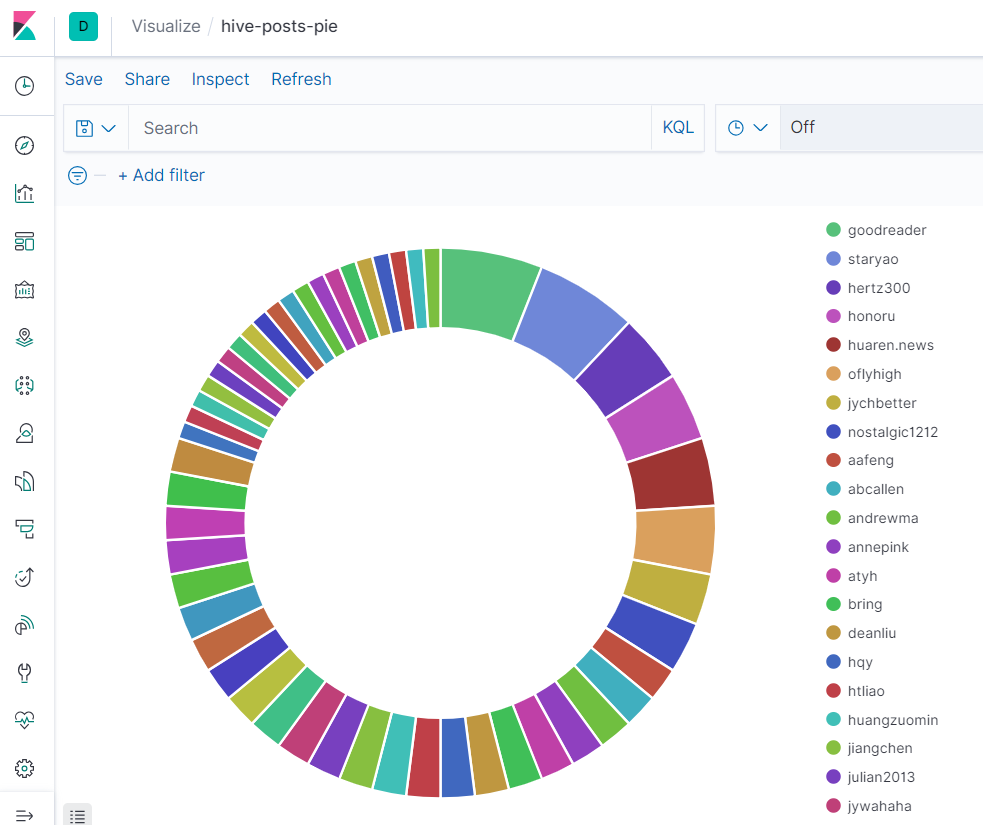 D Visualize / hive-posts-pie
Save Share Inspect Refresh
Search KQL Off
+ Add filter
goodreader
staryao
hertz300
honoru
huaren.news
oflyhigh
jychbetter
nostalgic1212
aafeng
abcallen
andrewma
annepink
atyh
bring
deanliu
hqy
htliao
huangzuomin
jiangchen
julian2013
jywahaha